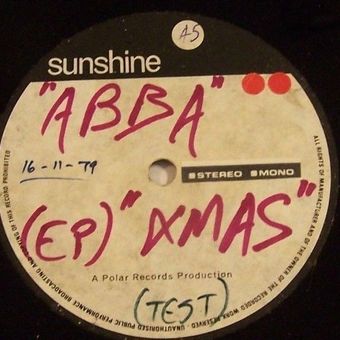 AS
sunshine
"ABBA"
16-11-79
STEREO MONO
(EP) "XMAS"
A Polar Records Production
(TEST)
ALL RIGHTS OF MANUFACTURER AND OF THE OWNER OF THE RECORDED WORK RESERVED UNAUTHORISED PUBLIC PERFORMANCE BROADCASTING AND COPYING OF THIS RECORD PROHIBITED